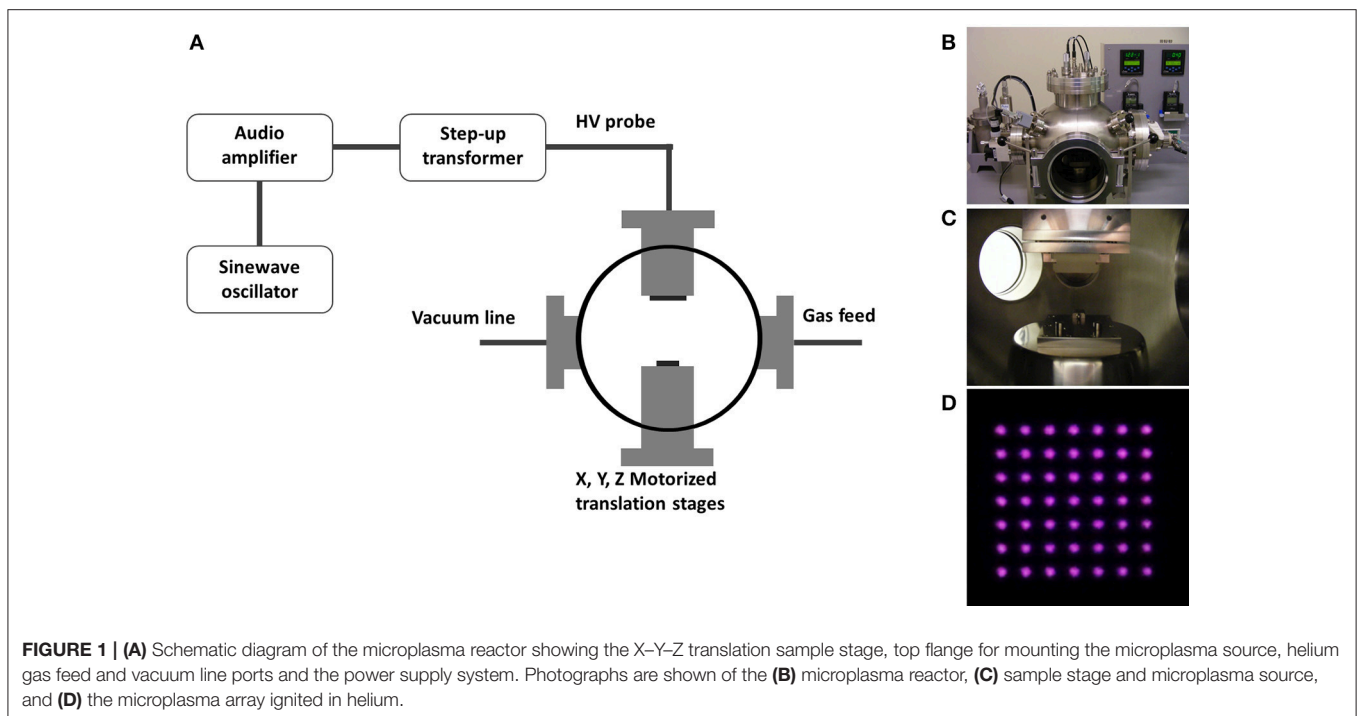 A
Audio
amplifier
Step-up
transformer
HV probe
Sinewave
oscillator
Vacuum line
Gas feed
X, Y, Z Motorized
translation stages
B
C
D
FIGURE 1 | (A) Schematic diagram of the microplasma reactor showing the X–Y–Z translation sample stage, top flange for mounting the microplasma source, helium
gas feed and vacuum line ports and the power supply system. Photographs are shown of the (B) microplasma reactor, (C) sample stage and microplasma source,
and (D) the microplasma array ignited in helium.